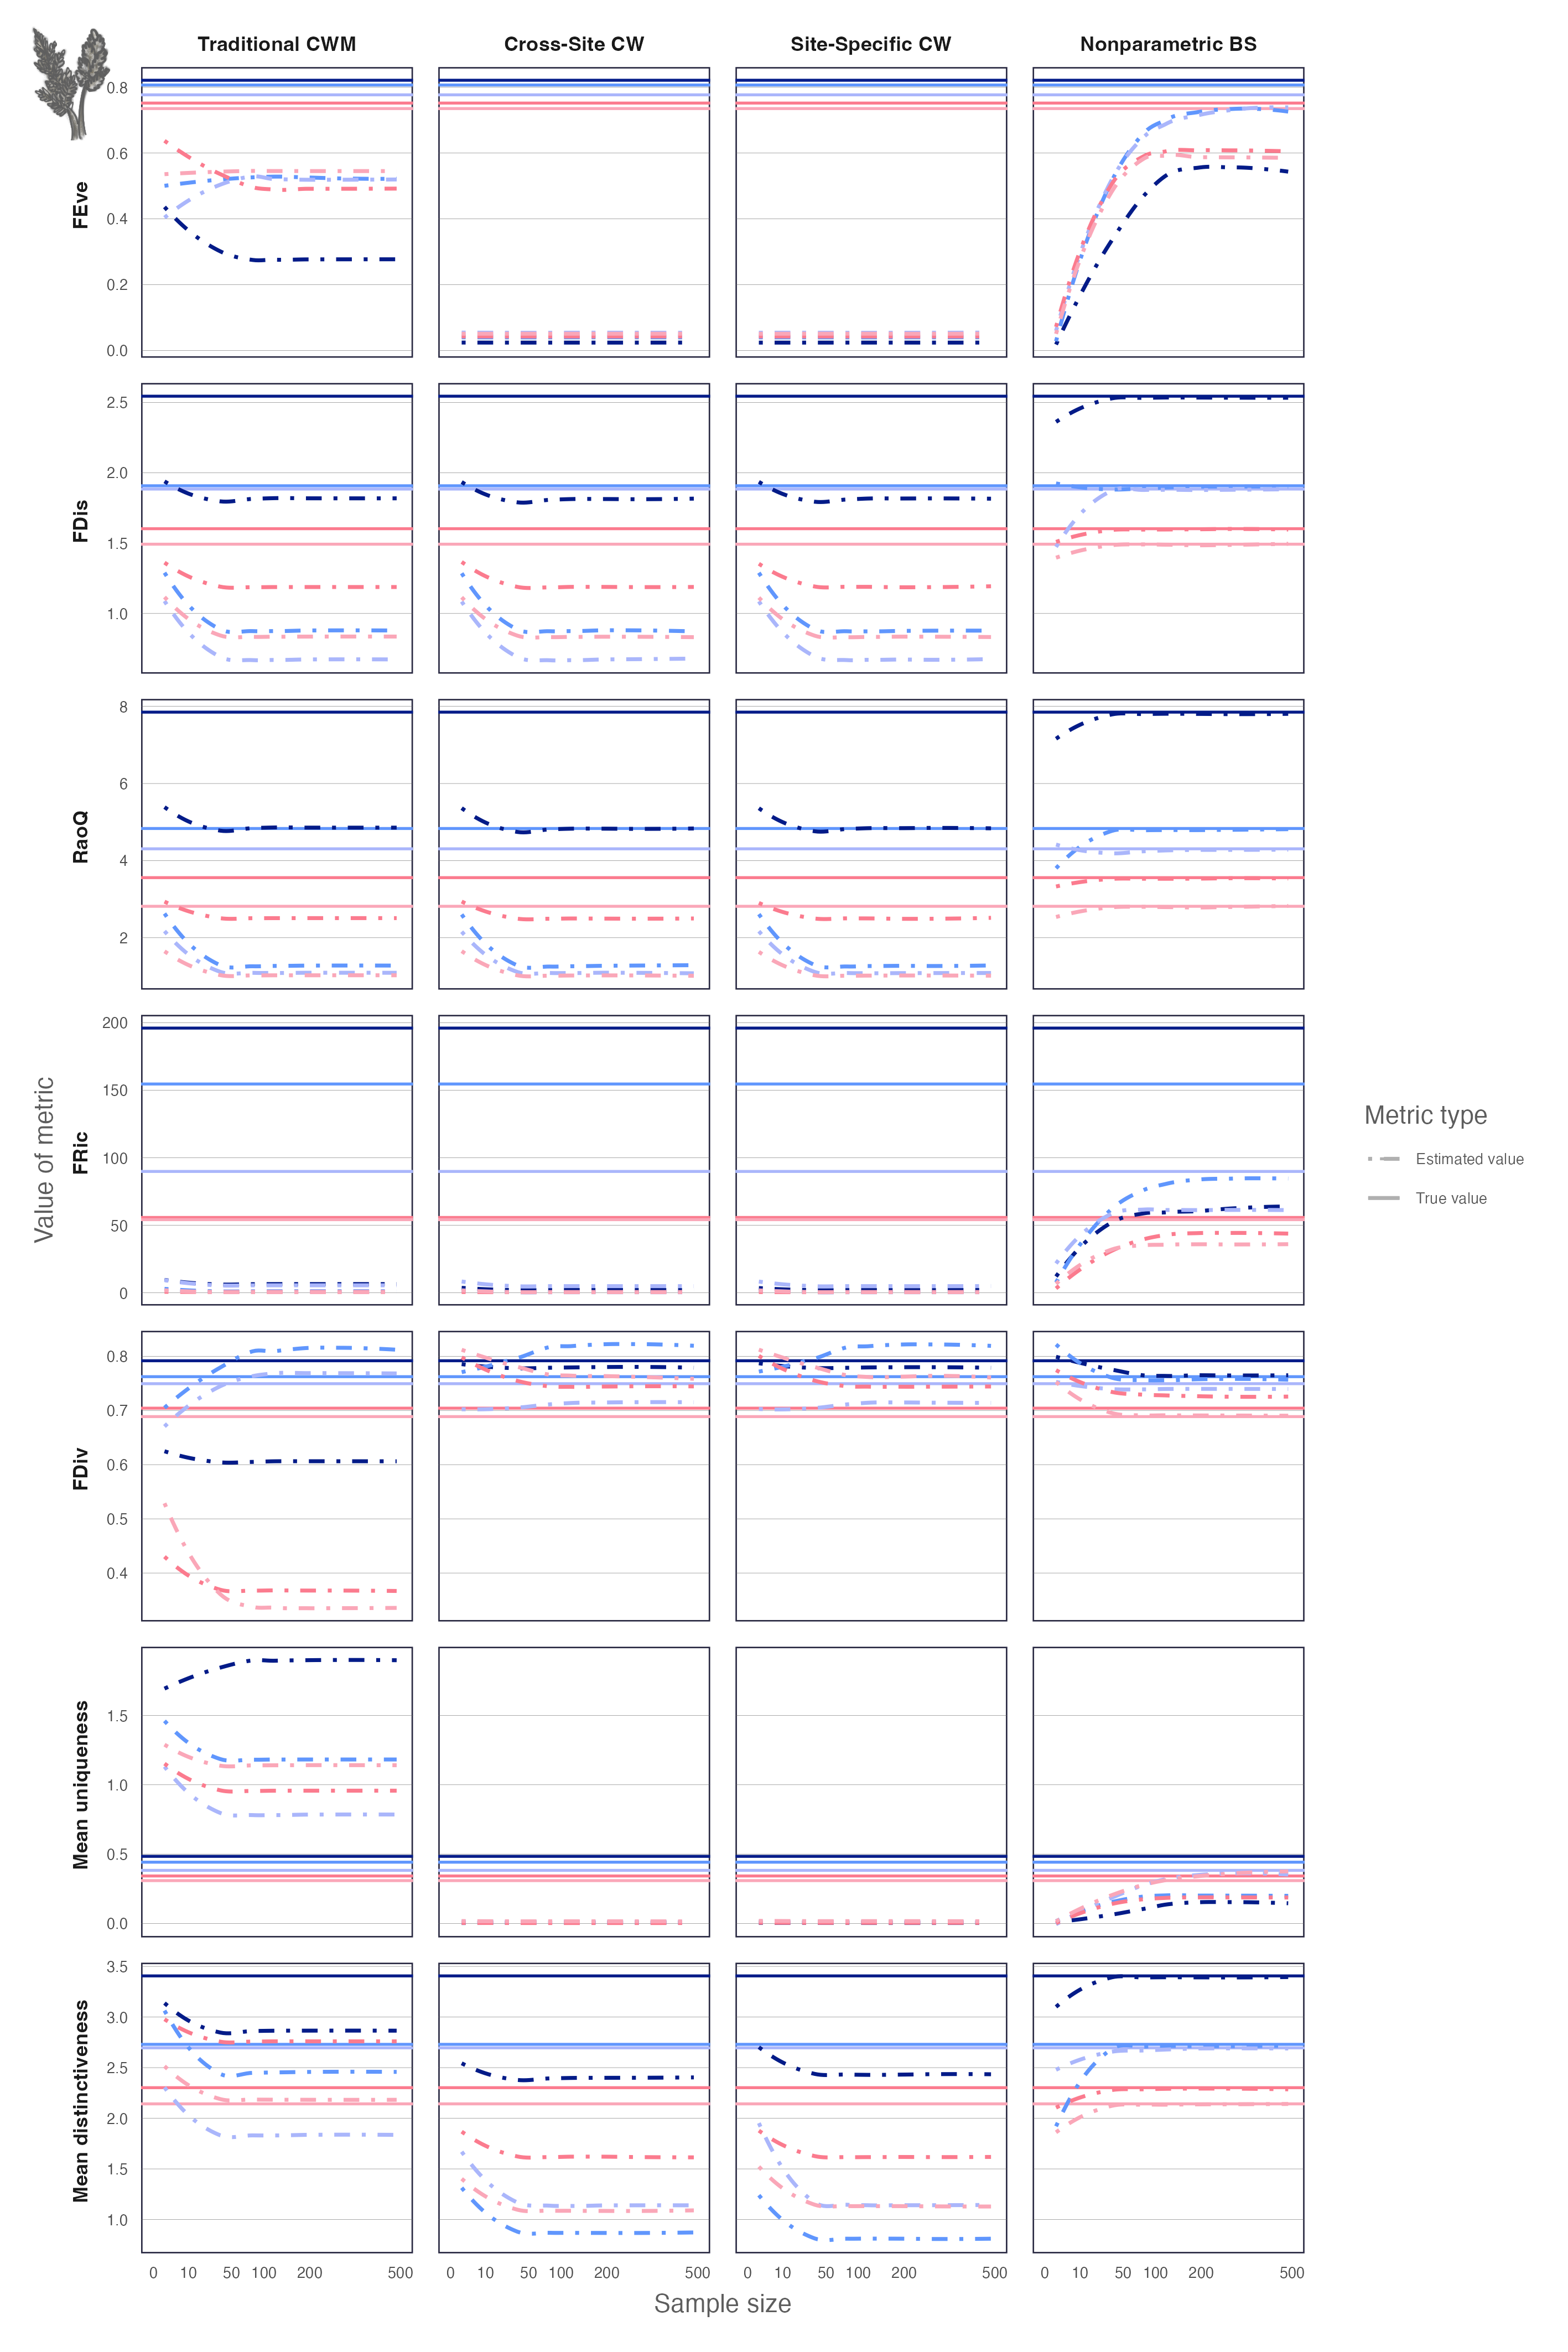 Traditional CWM Cross-Site CW Site-Specific CW Nonparametric BS
FEve
0.8
0.6
0.4
0.2
0.0
FDis
2.5
2.0
1.5
1.0
RaoQ
8
6
4
2
Value of metric
FRic
200
150
100
50
0
Metric type
Estimated value
True value
FDiv
0.8
0.7
0.6
0.5
0.4
Mean uniqueness
1.5
1.0
0.5
0.0
Mean distinctiveness
3.5
3.0
2.5
2.0
1.5
1.0
0 10 50 100 200 500 0 10 50 100 200 500 0 10 50 100 200 500 0 10 50 100 200 500
Sample size